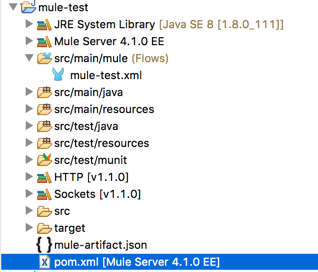 mule-test
JRE System Library [Java SE 8 [1.8.0_111]]
Mule Server 4.1.0 EE
src/main/mule (Flows)
mule-test.xml
src/main/java
src/main/resources
src/test/java
src/test/resources
src/test/munit
HTTP [v1.1.0]
Sockets [v1.1.0]
src
target
mule-artifact.json
pom.xml [Mule Server 4.1.0 EE]